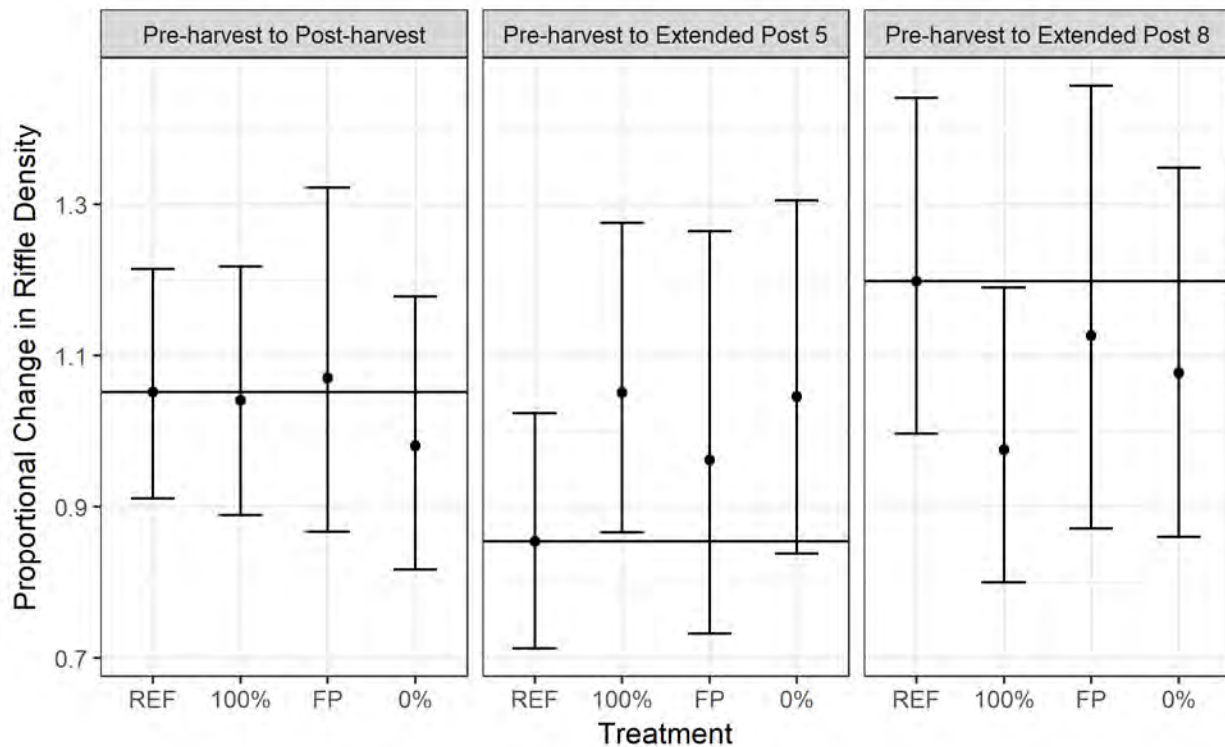 Pre-harvest to Post-harvest
Pre-harvest to Extended Post 5
Pre-harvest to Extended Post 8
Proportional Change in Riffle Density
1.3
1.1
0.9
0.7
REF 100% FP 0%
REF 100% FP 0%
REF 100% FP 0%
Treatment